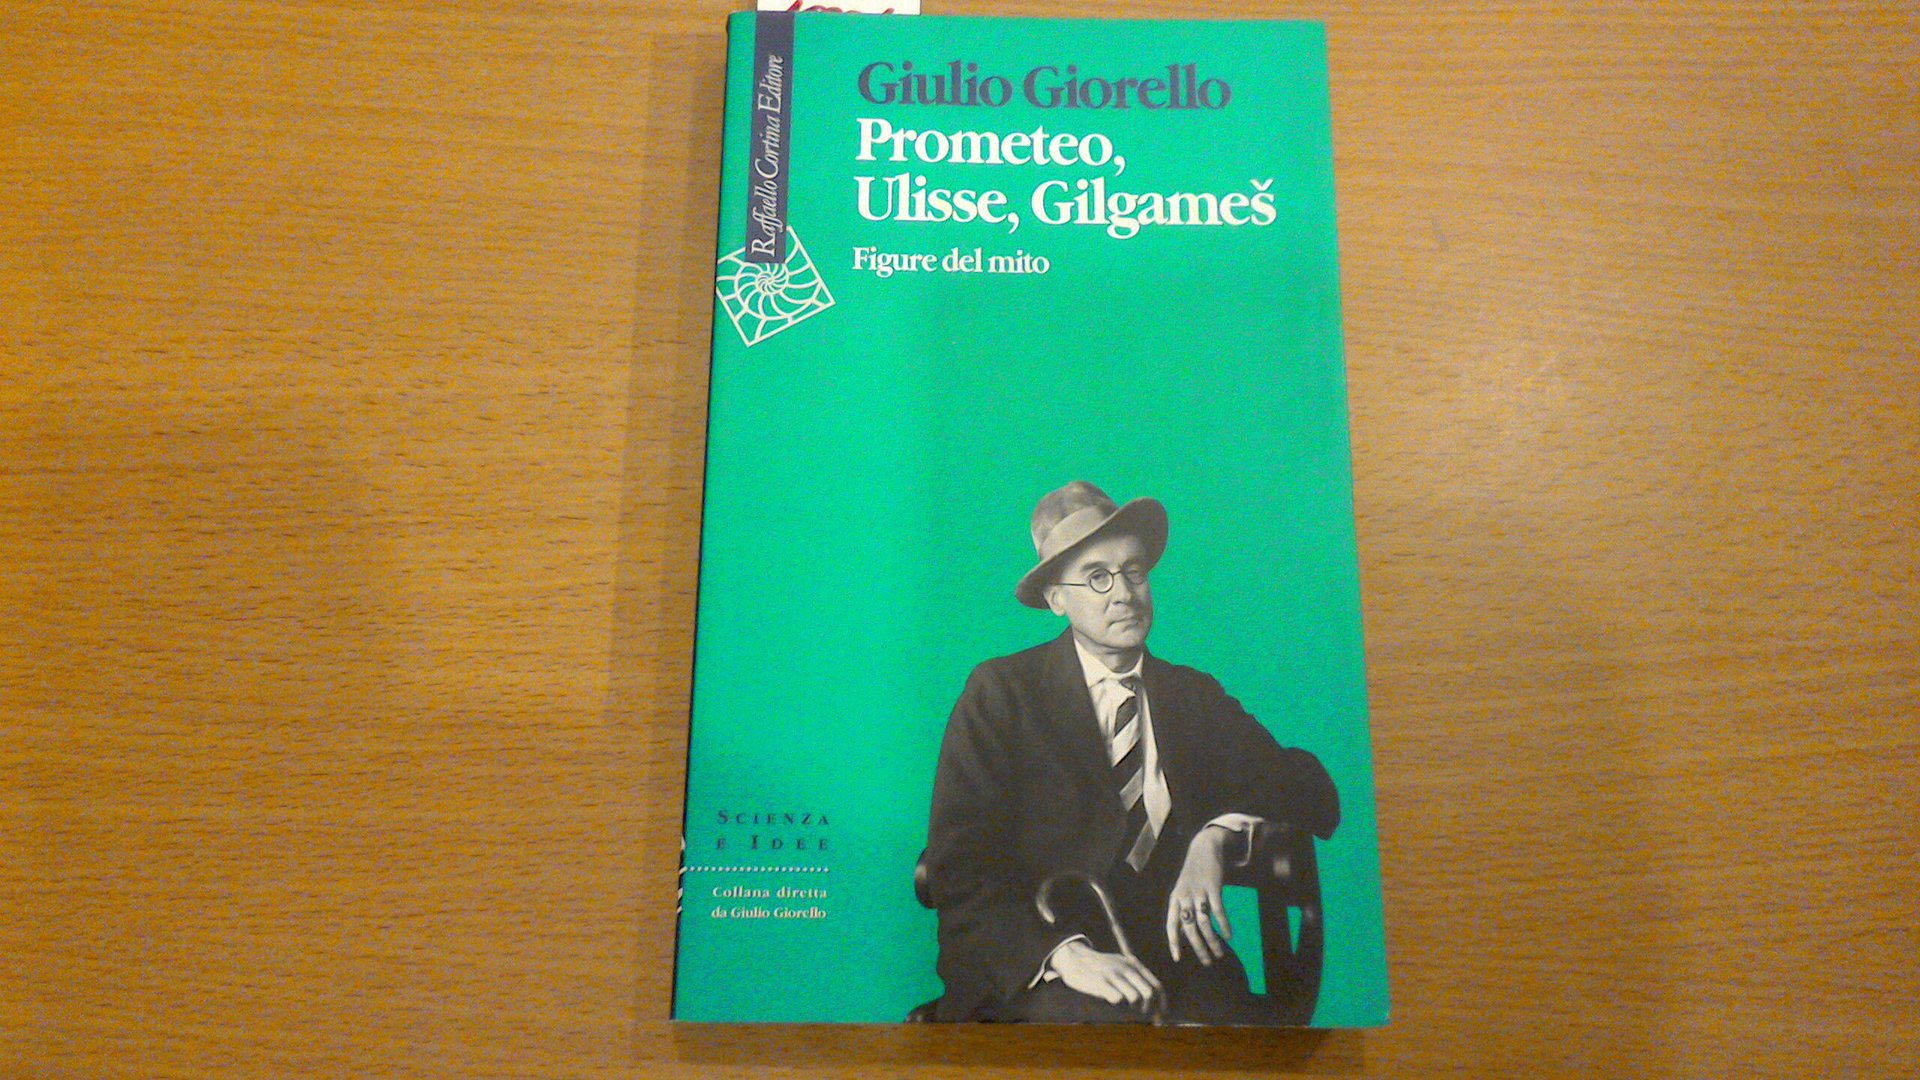 Raffaello Cortina Editore
Giulio Giorello
Prometeo,
Ulisse, Gilgameš
Figure del mito
SCIENZA
E IDEE
Collana diretta
da Giulio Giorello